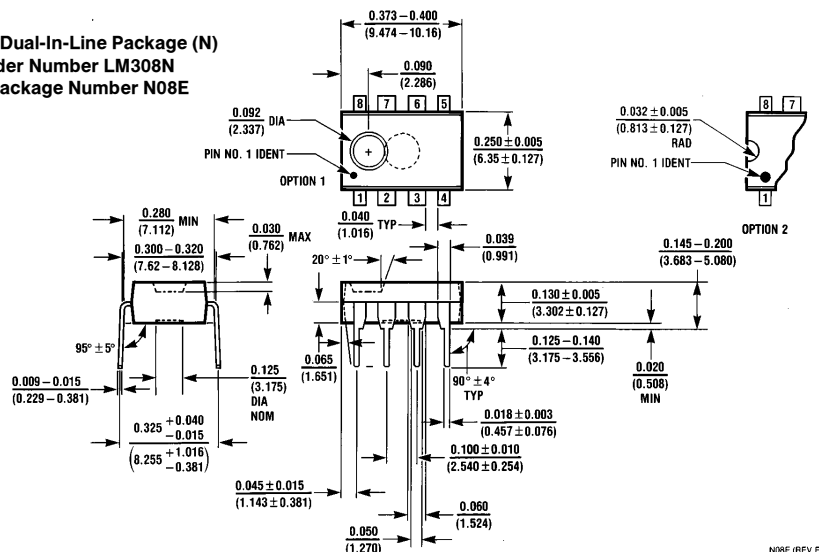 Dual-In-Line Package (N)
der Number LM308N
ackage Number N08E
0.373 – 0.400
(9.474 – 10.16)
0.090
(2.286)
8 7 6 5
0.092
(2.337)
DIA
+
PIN NO. 1 IDENT
OPTION 1
0.250 ± 0.005
(6.35 ± 0.127)
1 2 3 4
0.032 ± 0.005
(0.813 ± 0.127)
RAD
PIN NO. 1 IDENT
8 7
1
OPTION 2
0.280
(7.112)
MIN
0.300 – 0.320
(7.62 – 8.128)
0.030
(0.762)
MAX
0.040
(1.016)
TYP
0.039
(0.991)
0.145 – 0.200
(3.683 – 5.080)
20° ± 1°
0.130 ± 0.005
(3.302 ± 0.127)
95° ± 5°
0.065
(1.651)
0.125 – 0.140
(3.175 – 3.556)
0.020
(0.508)
MIN
90° ± 4°
TYP
0.009 – 0.015
(0.229 – 0.381)
0.125
(3.175)
DIA
NOM
0.018 ± 0.003
(0.457 ± 0.076)
0.325 +0.040
–0.015
(8.255 +1.016
–0.381)
0.100 ± 0.010
(2.540 ± 0.254)
0.045 ± 0.015
(1.143 ± 0.381)
0.060
(1.524)
0.050
(1.270)